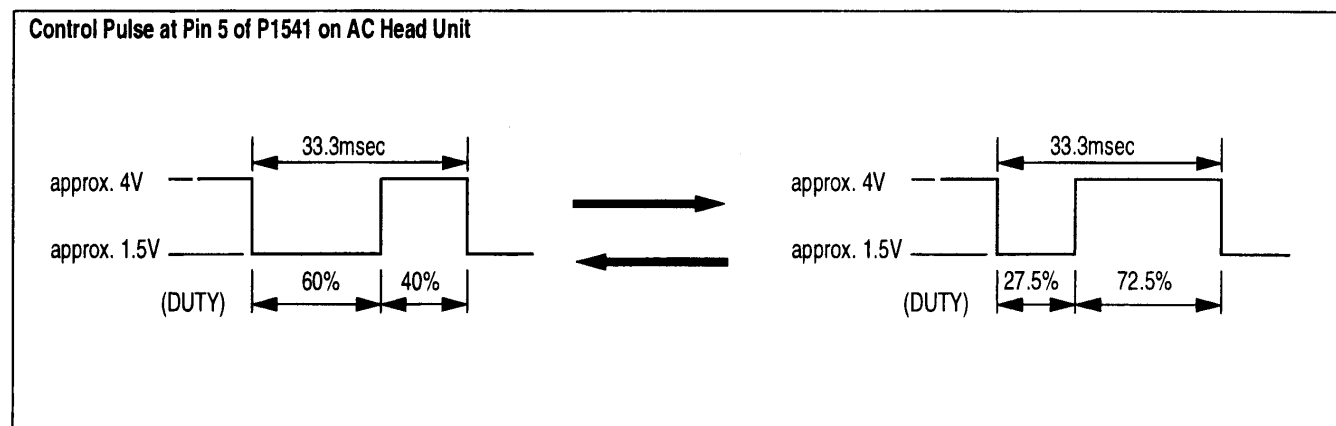 Control Pulse at Pin 5 of P1541 on AC Head Unit
33.3msec
approx. 4V
approx. 1.5V
60% 40%
(DUTY)
33.3msec
approx. 4V
approx. 1.5V
27.5% 72.5%
(DUTY)